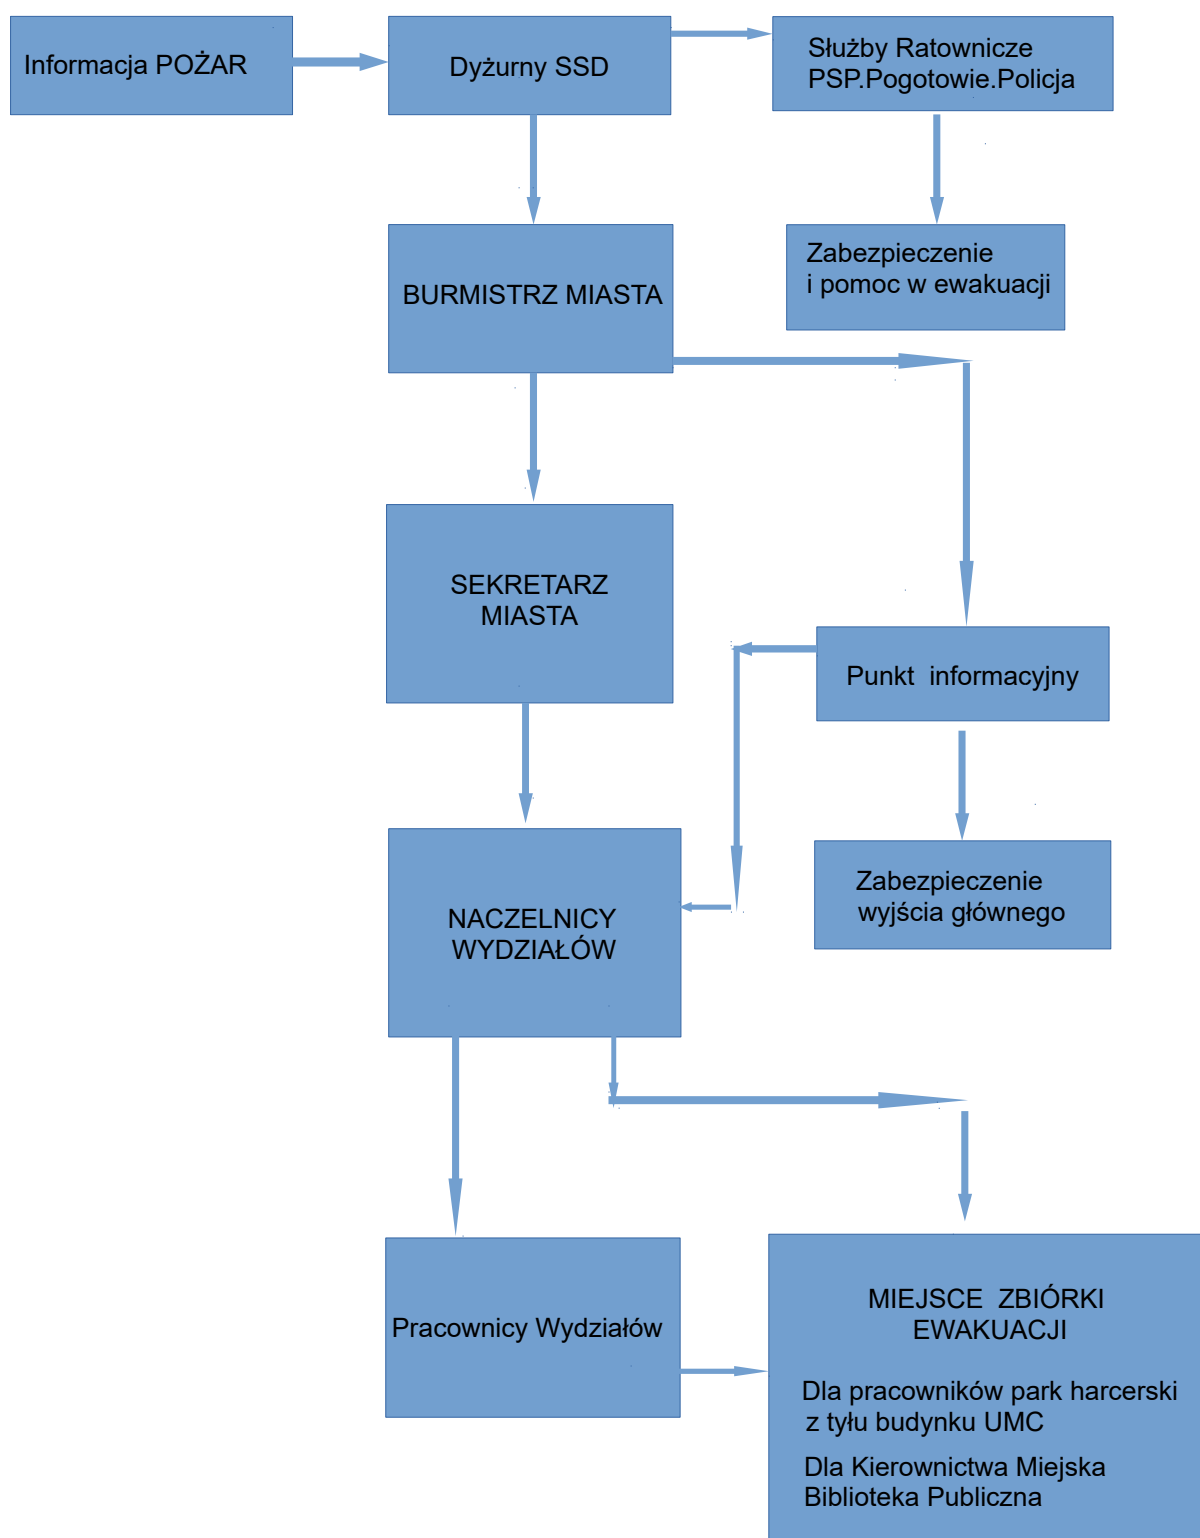 Informacja POŻAR
Dyżurny SSD
Służby Ratownicze
PSP.Pogotowie.Policja
BURMISTRZ MIASTA
Zabezpieczenie
i pomoc w ewakuacji
SEKRETARZ
MIASTA
Punkt informacyjny
NACZELNICY
WYDZIAŁÓW
Zabezpieczenie
wyjścia głównego
Pracownicy Wydziałów
MIEJSCE ZBIÓRKI
EWAKUACJI
Dla pracowników park harcerski
z tyłu budynku UMC
Dla Kierownictwa Miejska
Biblioteka Publiczna